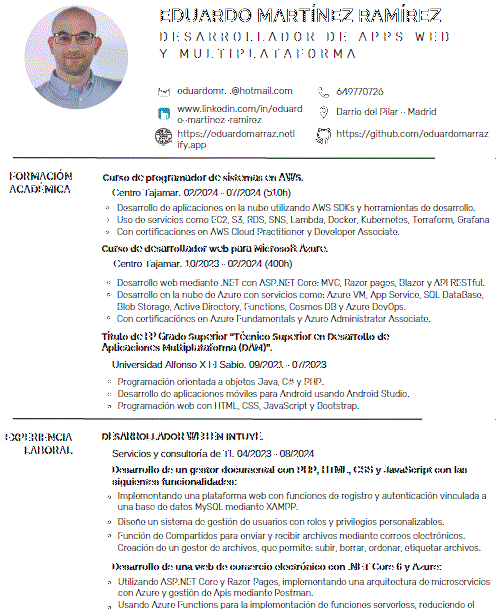 EDUARDO MARTÍNEZ RAMÍREZ
DESARROLLADOR DE APPS WEB
Y MULTIPLATAFORMA
eduardomr. .@hotmail.com
649770726
www.linkedin.com/in/eduard
o-martinez-ramirez
Barrio del Pilar - Madrid
https://eduardomarraz.netl
ify.app
https://github.com/eduardomarraz
FORMACIÓN
ACADÉMICA
Curso de programador de sistemas en AWS.
Centro Tajamar. 02/2024 - 07/2024 (510h)
Desarrollo de aplicaciones en la nube utilizando AWS SDKs y herramientas de desarrollo.
Uso de servicios como EC2, S3, RDS, SNS, Lambda, Docker, Kubernetes, Terraform, Grafana
Con certificaciones en AWS Cloud Practitioner y Developer Associate.
Curso de desarrollador web para Microsoft Azure.
Centro Tajamar. 10/2023 - 02/2024 (400h)
Desarrollo web mediante .NET con ASP.NET Core: MVC, Razor pages, Blazor y API RESTful.
Desarrollo en la nube de Azure con servicios como: Azure VM, App Service, SQL DataBase,
Blob Storage, Active Directory, Functions, Cosmos DB y Azure DevOps.
Con certificaciones en Azure Fundamentals y Azure Administrator Associate.
Título de FP Grado Superior "Técnico Superior en Desarrollo de
Aplicaciones Multiplataforma (DAM)".
Universidad Alfonso X El Sabio. 09/2021 - 07/2023
Programación orientada a objetos Java, C# y PHP.
Desarrollo de aplicaciones móviles para Android usando Android Studio.
Programación web con HTML, CSS, JavaScript y Bootstrap.
EXPERIENCIA
LABORAL
DESARROLLADOR WEB EN INTUYE.
Servicios y consultoría de TI. 04/2023 - 08/2024
Desarrollo de un gestor documental con PHP, HTML, CSS y JavaScript con las
siguientes funcionalidades:
Implementando una plataforma web con funciones de registro y autenticación vinculada a
una base de datos MySQL mediante XAMPP.
Diseño un sistema de gestión de usuarios con roles y privilegios personalizables.
Función de Compartidos para enviar y recibir archivos mediante correos electrónicos.
Creación de un gestor de archivos, que permite: subir, borrar, ordenar, etiquetar archivos.
Desarrollo de una web de comercio electrónico con .NET Core 6 y Azure:
Utilizando ASP.NET Core y Razor Pages, implementando una arquitectura de microservicios
con Azure y gestión de Apis mediante Postman.
Usando Azure Functions para la implementación de funciones serverless, reduciendo el